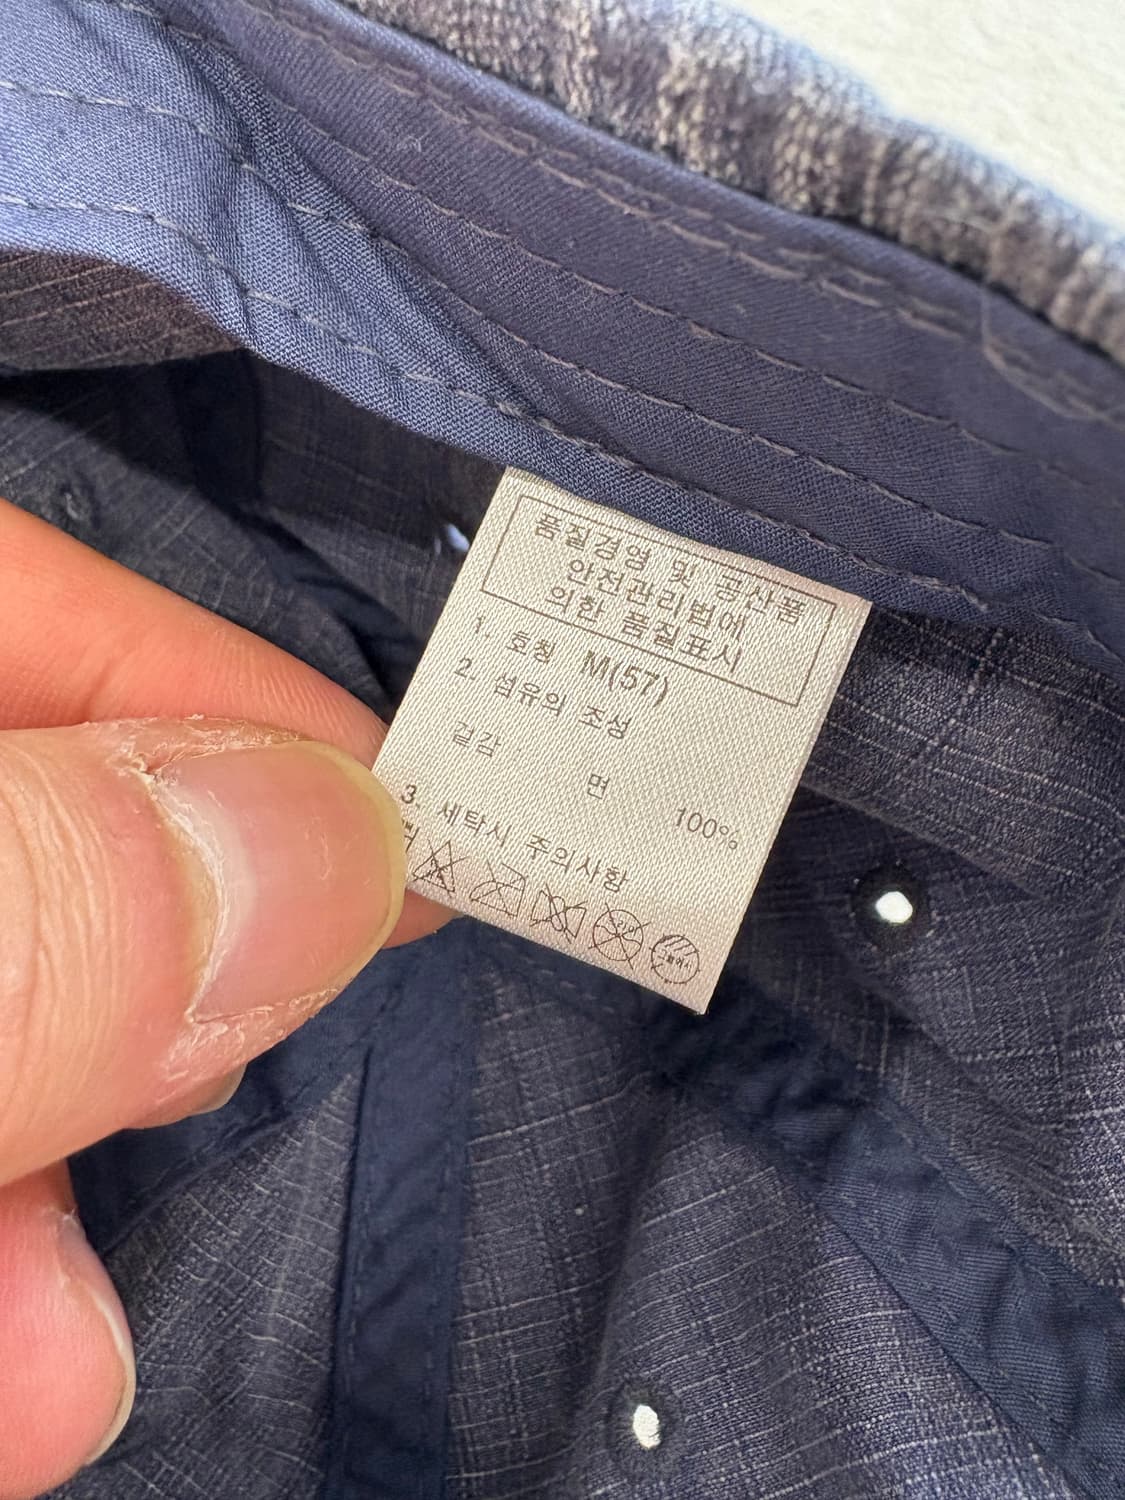 품질경영 및 공산품
안전관리법에
의한 품질표시
1. 호칭 M(57)
2. 섬유의 조성
겉감 : 면 100%
3. 세탁시 주의사항